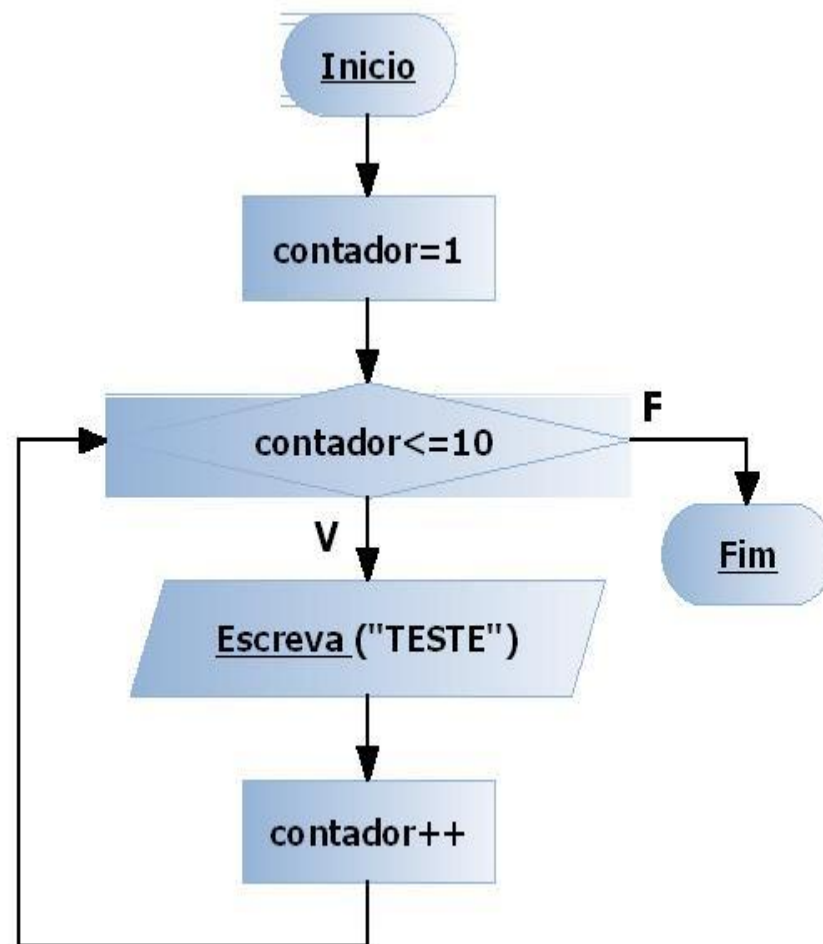 Inicio
contador=1
contador<=10
F
V
Fim
Escreva ("TESTE")
contador++